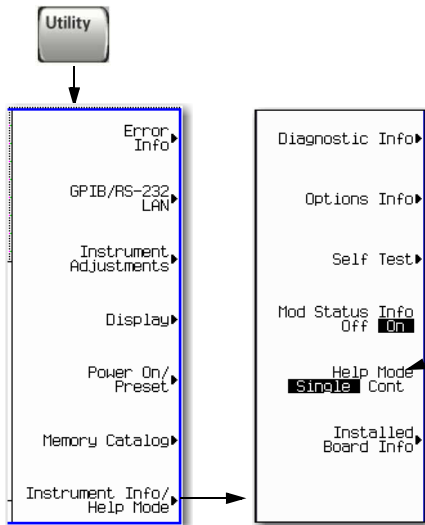 Utility
Error
Info
GPIB/RS-232
LAN
Instrument
Adjustments
Display
Power On/
Preset
Memory Catalog
Instrument Info/
Help Mode
Diagnostic Info
Options Info
Self Test
Mod Status Info
Off On
Help Mode
Single Cont
Installed
Board Info